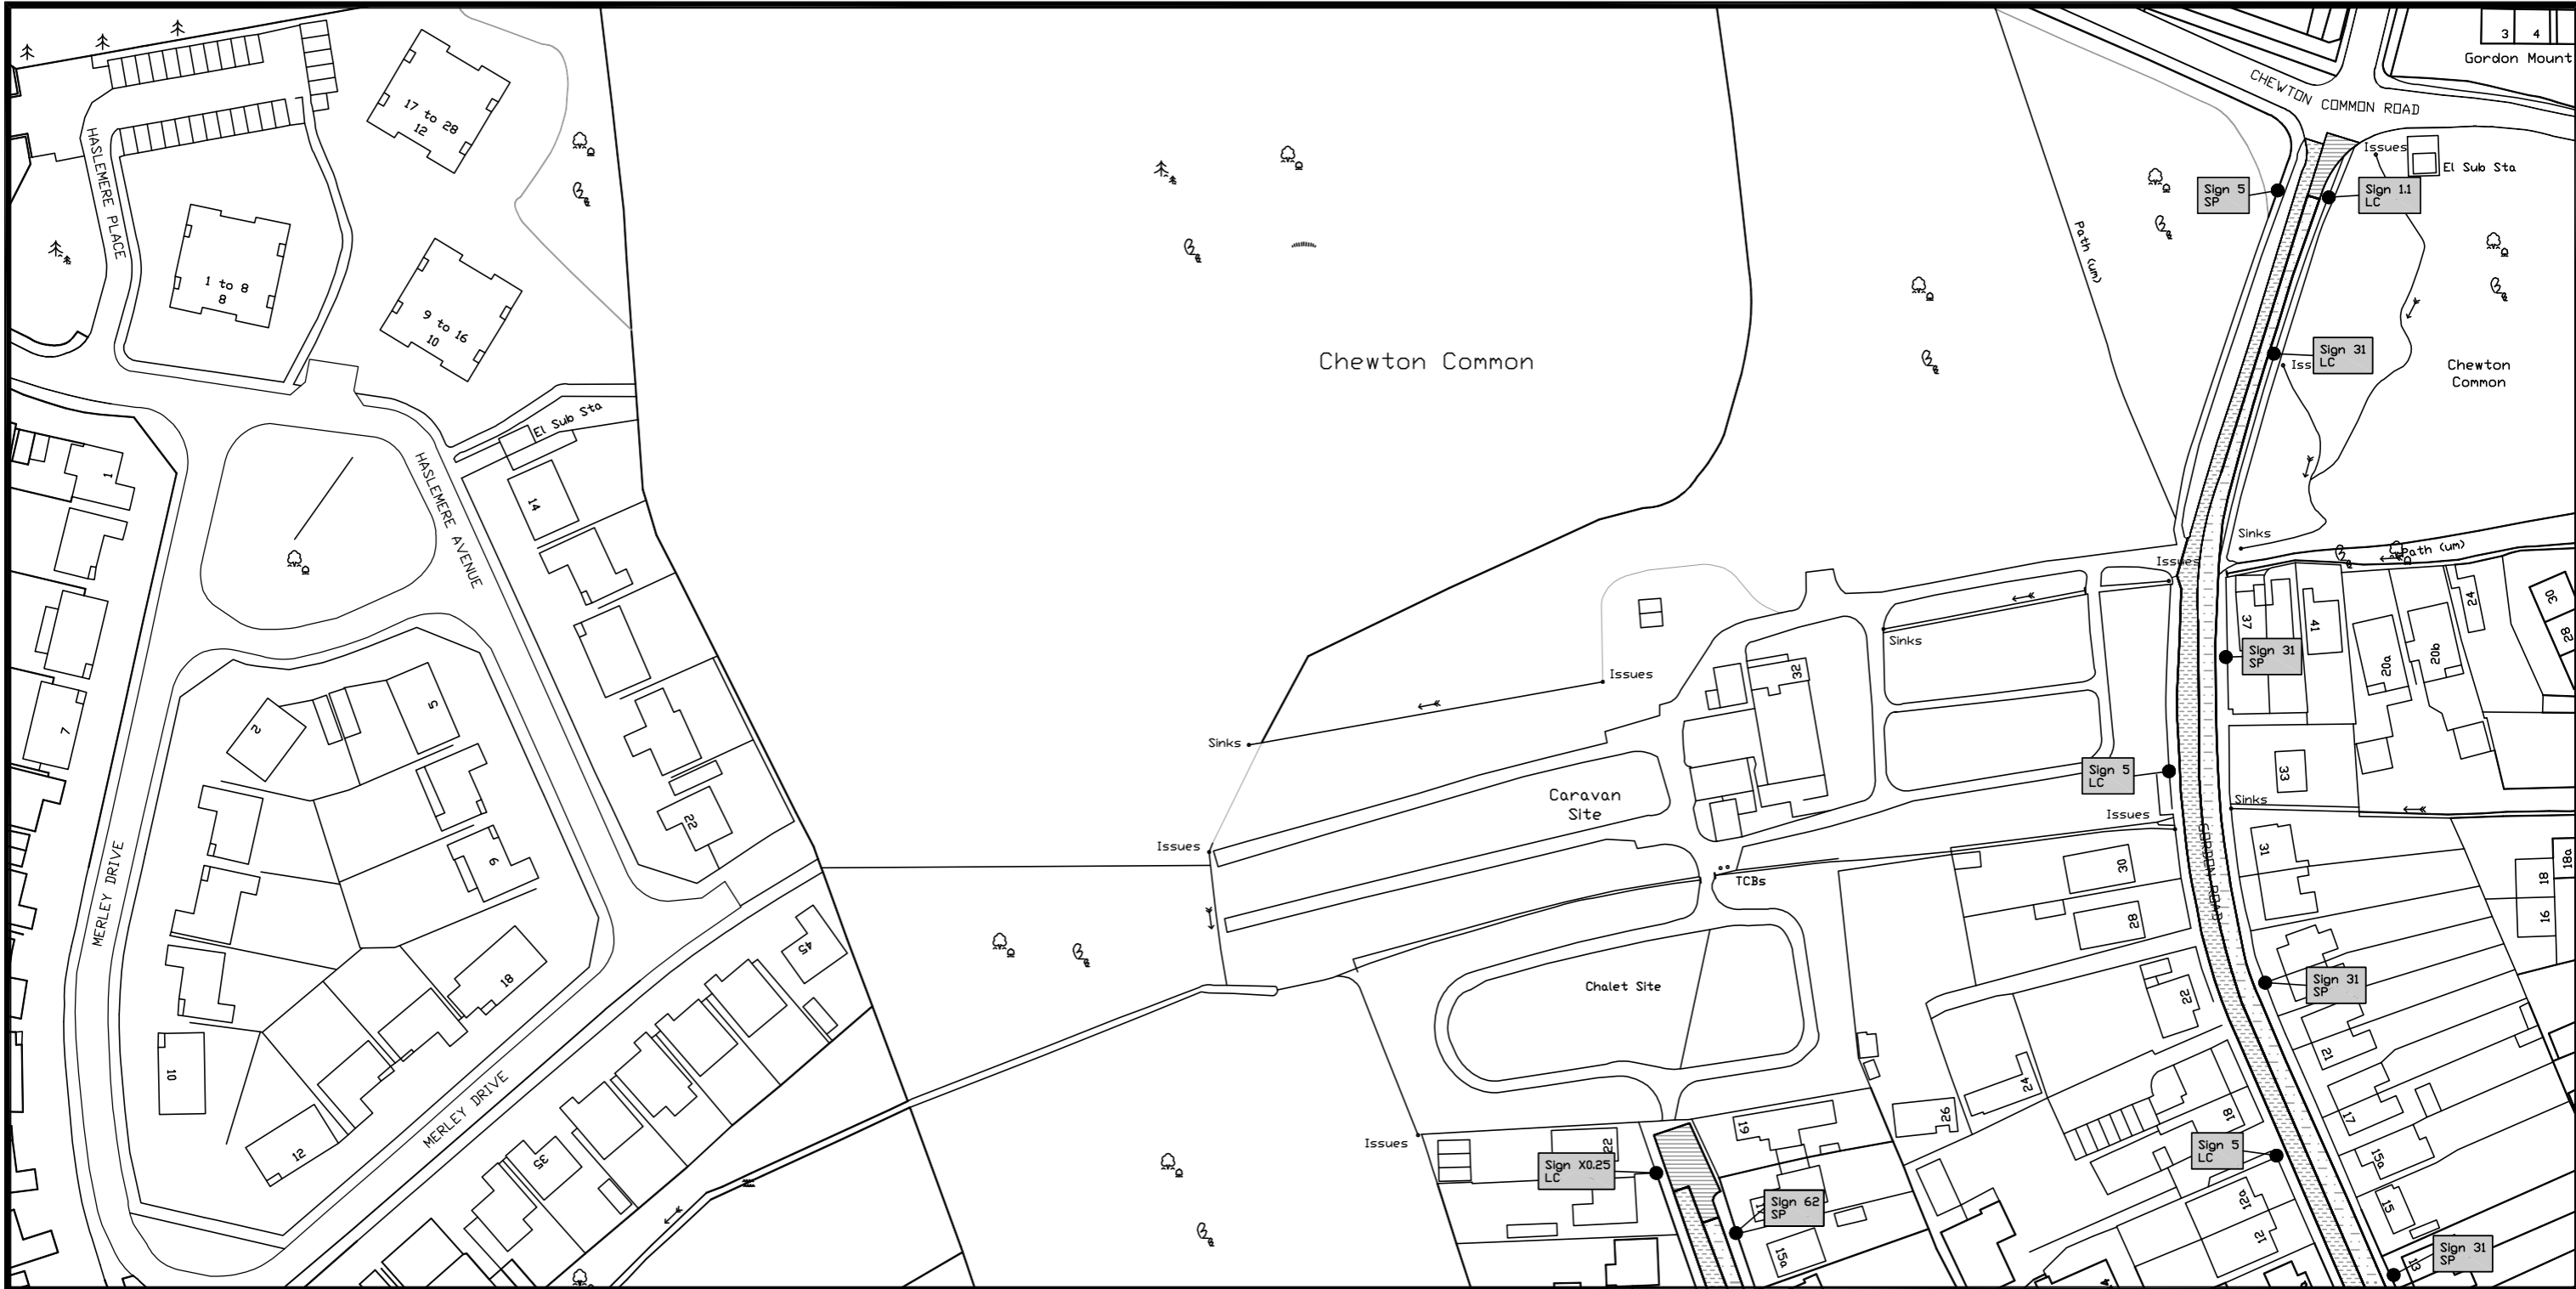 3
4
Gordon Mount
CHEWTON COMMON ROAD
17 to 28
12
HASLEMERE PLACE
Issues
El Sub Sta
Sign 5
SP
Sign 1.1
LC
Path (um)
1 to 8
8
9 to 16
10
Sign 31
LC
Chewton Common
Chewton
Common
El Sub Sta
1
HASLEMERE AVENUE
14
Sinks
Path (um)
Issues
37
41
24
30
28
Sinks
Sign 31
SP
20a
20b
32
Issues
2
5
7
Sinks
Sign 5
LC
33
Caravan
Site
Sinks
22
Issues
Issues
GORDON ROAD
31
6
30
18
18a
TCBs
MERLEY DRIVE
28
16
45
18
Chalet Site
Sign 31
SP
22
21
10
24
MERLEY DRIVE
26
18
17
19
Issues
22
12
35
Sign 5
LC
15a
Sign X0.25
LC
Sign 62
SP
12a
15
12
15a
Sign 31
SP
13